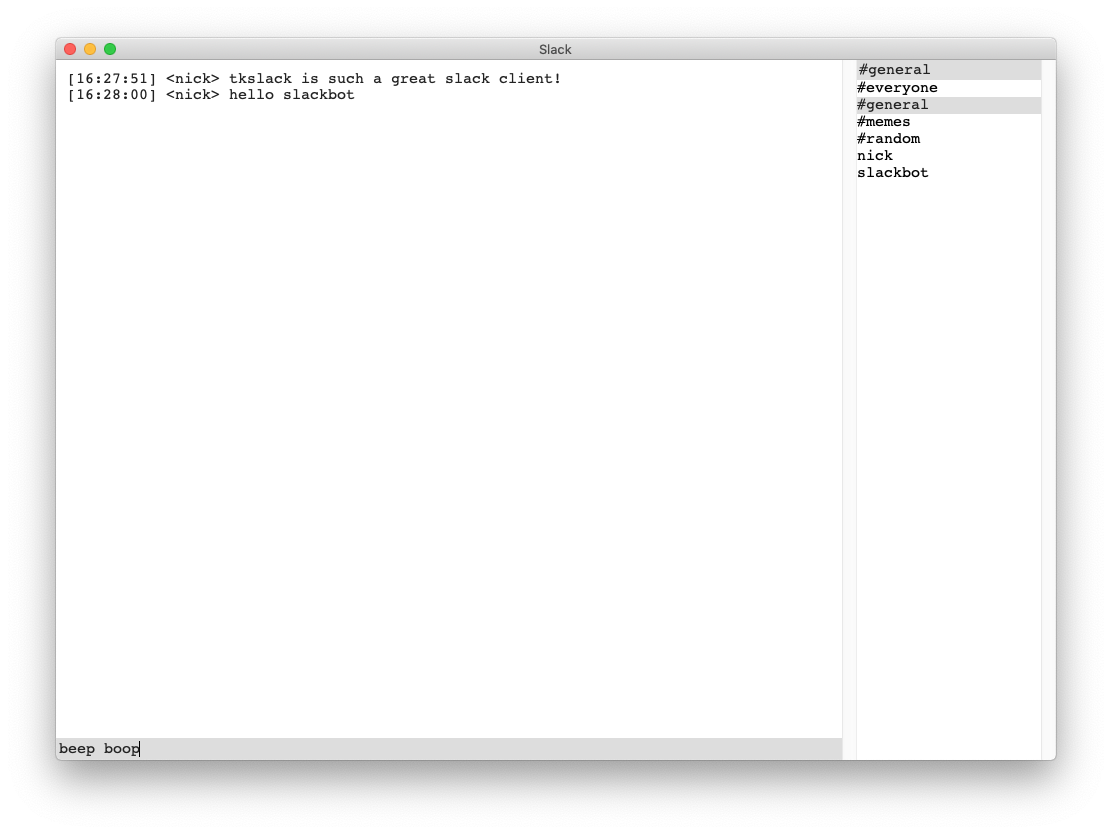 Slack
[16:27:51] <nick> tkslack is such a great slack client!
[16:28:00] <nick> hello slackbot
beep boop
#general
#everyone
#general
#memes
#random
nick
slackbot